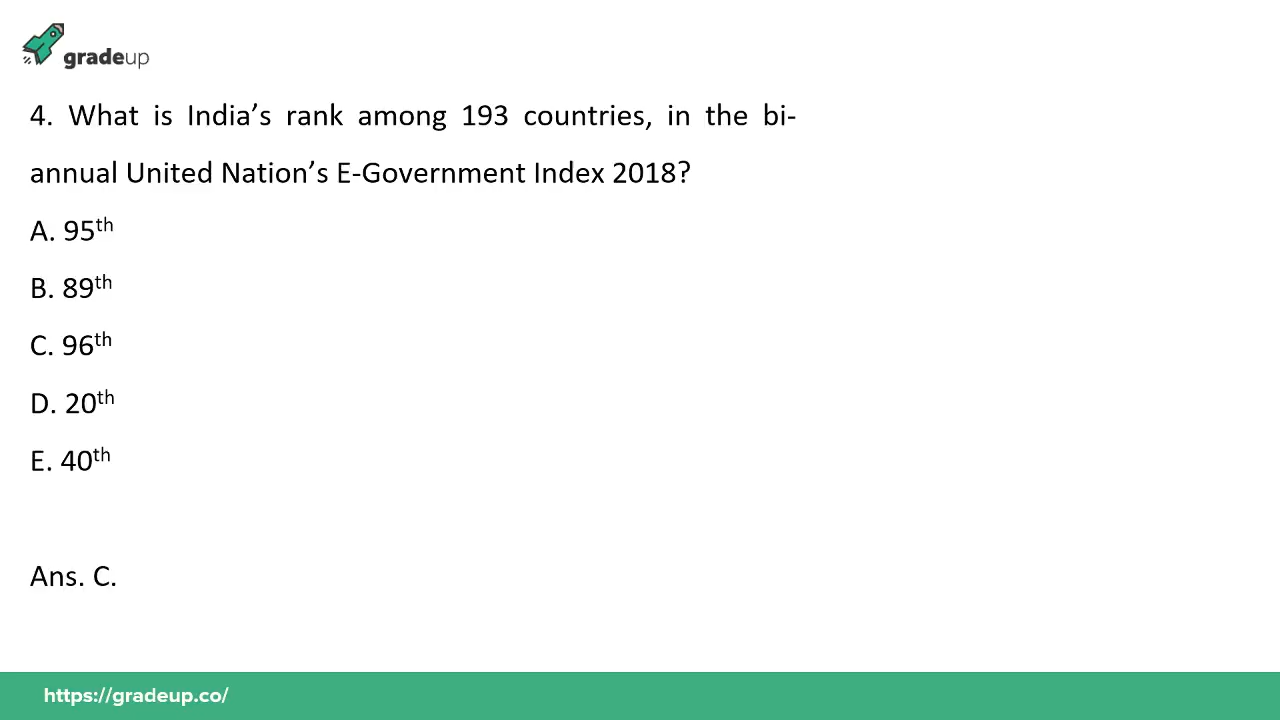 gradeup
4. What is India’s rank among 193 countries, in the bi-
annual United Nation’s E-Government Index 2018?
A. 95th
B. 89th
C. 96th
D. 20th
E. 40th
Ans. C.
https://gradeup.co/